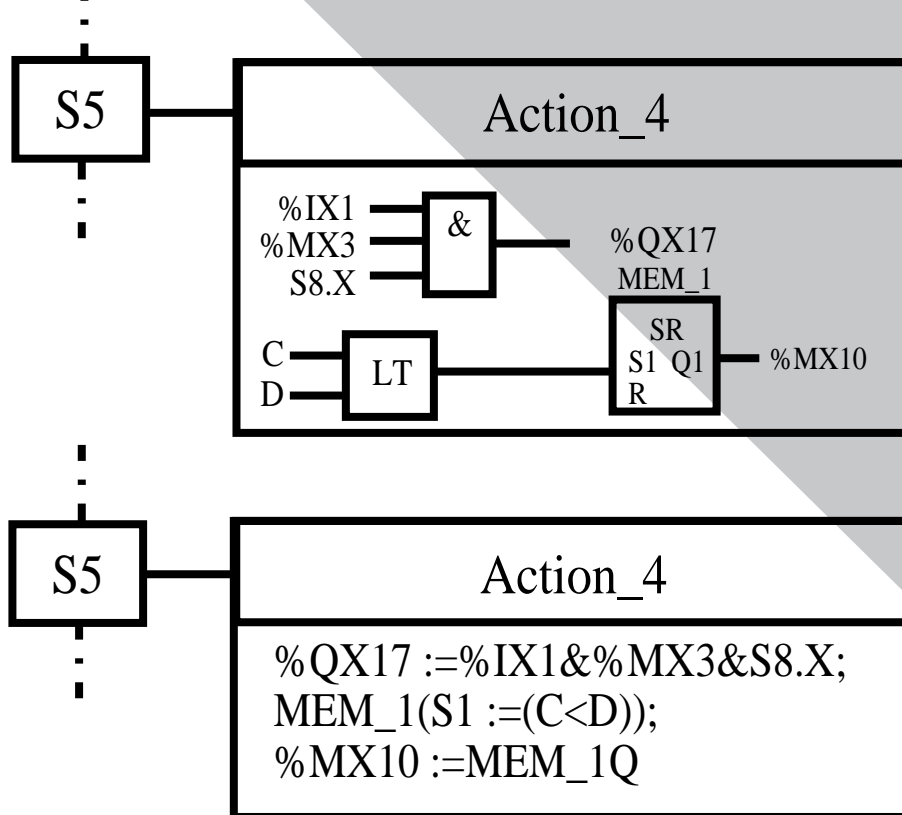 S5
Action_4
%IX1
%MX3
S8.X
&
%QX17
MEM_1
SR
S1 Q1
R
%MX10
C
D
LT
S5
Action_4
%QX17 :=%IX1&%MX3&S8.X;
MEM_1(S1 :=(C<D));
%MX10 :=MEM_1Q